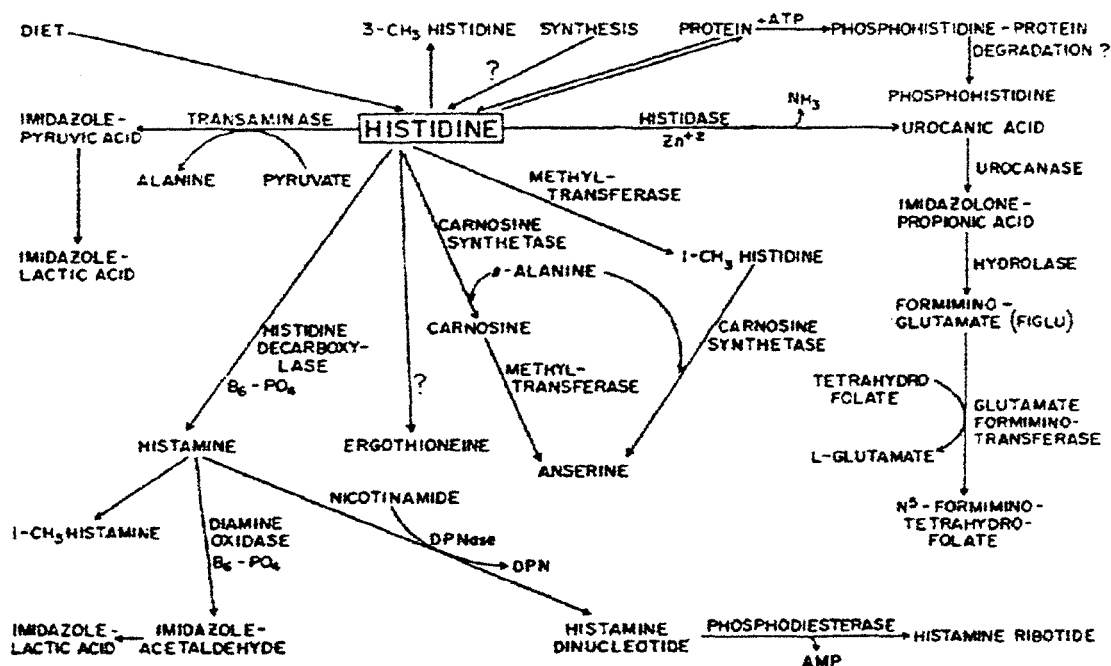 DIET
3-CH₃ HISTIDINE
SYNTHESIS
PROTEIN
+ATP
PHOSPHOHISTIDINE-PROTEIN
DEGRADATION ?
?
PHOSPHOHISTIDINE
IMIDAZOLE-
PYRUVIC ACID
TRANSAMINASE
HISTIDINE
HISTIDASE
Zn⁺²
NH₃
UROCANIC ACID
ALANINE
PYRUVATE
METHYL-
TRANSFERASE
UROCANASE
IMIDAZOLONE-
PROPIONIC ACID
CARNOSINE
SYNTHETASE
IMIDAZOLE-
LACTIC ACID
1-CH₃ HISTIDINE
HYDROLASE
β-ALANINE
FORMIMINO-
GLUTAMATE (FIGLU)
HISTIDINE
DECARBOXY-
LASE
B₆-PO₄
CARNOSINE
CARNOSINE
SYNTHETASE
METHYL-
TRANSFERASE
?
TETRAHYDRO
FOLATE
GLUTAMATE
FORMIMINO-
TRANSFERASE
L-GLUTAMATE
HISTAMINE
ERGOTHIONEINE
ANSERINE
NICOTINAMIDE
N⁵-FORMIMINO-
TETRAHYDRO-
FOLATE
1-CH₃HISTAMINE
DIAMINE
OXIDASE
B₆-PO₄
DPNase
DPN
IMIDAZOLE-
LACTIC ACID
IMIDAZOLE-
ACETALDEHYDE
HISTAMINE
DINUCLEOTIDE
PHOSPHODIESTERASE
AMP
HISTAMINE RIBOTIDE